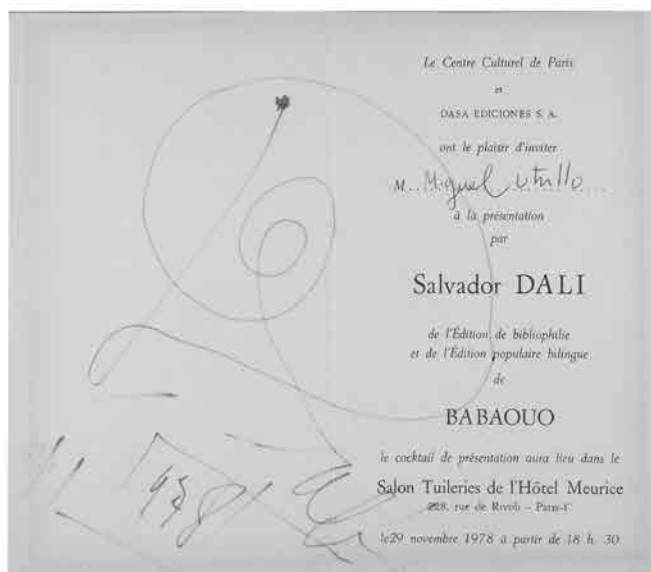 Le Centre Culturel de Paris
et
DASA EDICIONES S. A.
ont le plaisir d'inviter
M. Miguel Utrillo
à la présentation
par
Salvador DALI
de l'Édition de bibliophilie
et de l'Édition populaire bilingue
de
BABAOUO
le cocktail de présentation aura lieu dans le
Salon Tuileries de l'Hôtel Meurice
228, rue de Rivoli - Paris-1º
le 29 novembre 1978 à partir de 18 h. 30
1978